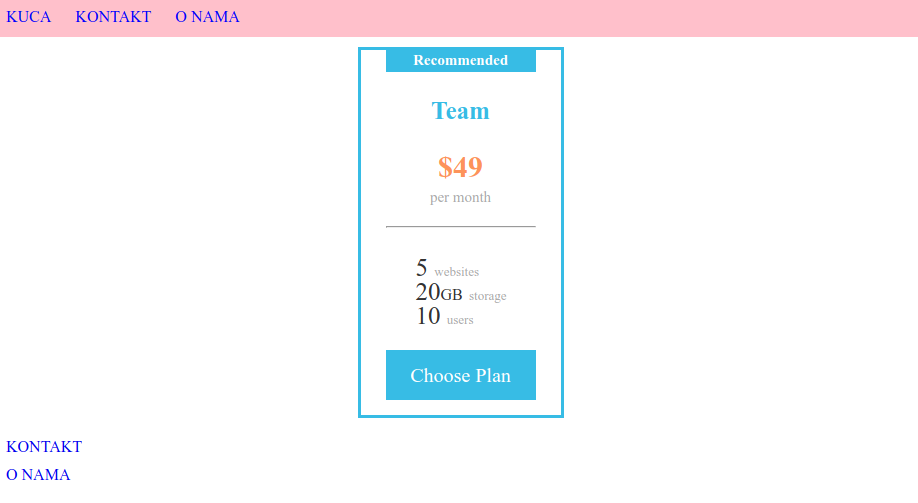 KUCA KONTAKT O NAMA
Recommended
Team
$49
per month
5 websites
20GB storage
10 users
Choose Plan
KONTAKT
O NAMA